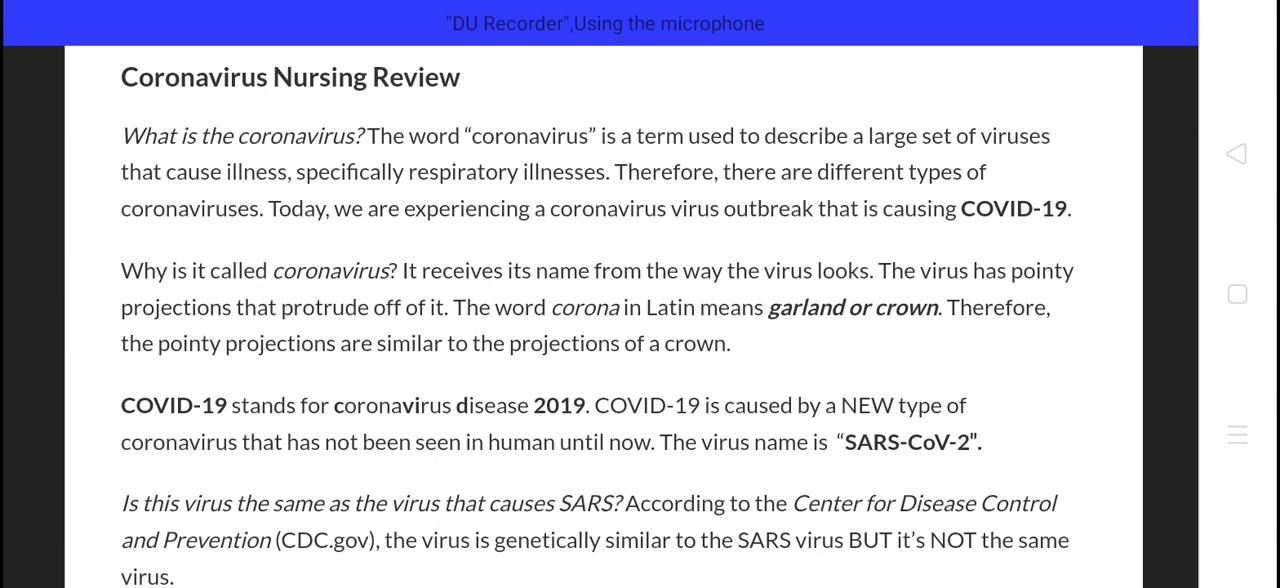 "DU Recorder",Using the microphone
Coronavirus Nursing Review
What is the coronavirus? The word “coronavirus” is a term used to describe a large set of viruses
that cause illness, specifically respiratory illnesses. Therefore, there are different types of
coronaviruses. Today, we are experiencing a coronavirus virus outbreak that is causing COVID-19.
Why is it called coronavirus? It receives its name from the way the virus looks. The virus has pointy
projections that protrude off of it. The word corona in Latin means garland or crown. Therefore,
the pointy projections are similar to the projections of a crown.
COVID-19 stands for coronavirus disease 2019. COVID-19 is caused by a NEW type of
coronavirus that has not been seen in human until now. The virus name is “SARS-CoV-2".
Is this virus the same as the virus that causes SARS? According to the Center for Disease Control
and Prevention (CDC.gov), the virus is genetically similar to the SARS virus BUT it’s NOT the same
virus.